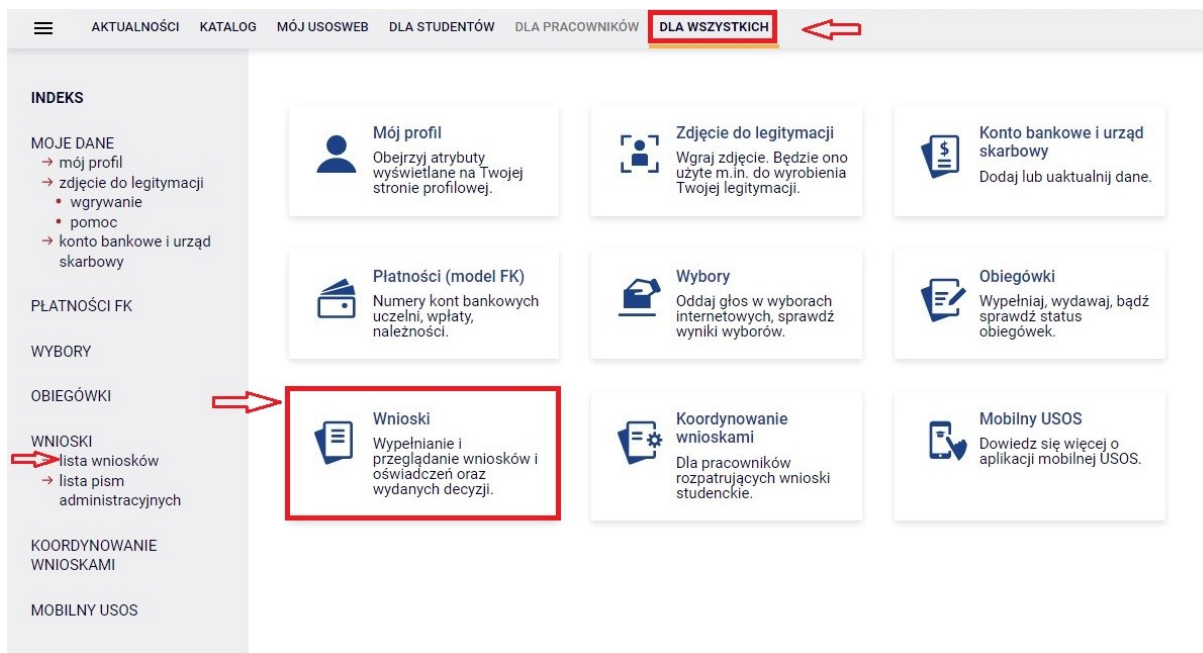 AKTUALNOŚCI KATALOG MÓJ USOSWEB DLA STUDENTÓW DLA PRACOWNIKÓW DLA WSZYSTKICH
INDEKS
MOJE DANE
→ mój profil
→ zdjęcie do legitymacji
• wgrywanie
• pomoc
→ konto bankowe i urząd
skarbowy
PŁATNOŚCI FK
WYBORY
OBIEGÓWKI
WNIOSKI
lista wniosków
→ lista pism
administracyjnych
KOORDYNOWANIE
WNIOSKAMI
MOBILNY USOS
Mój profil
Obejrzyj atrybuty
wyświetlane na Twojej
stronie profilowej.
Zdjęcie do legitymacji
Wgraj zdjęcie. Będzie ono
użyte m.in. do wyrobienia
Twojej legitymacji.
Konto bankowe i urząd
skarbowy
Dodaj lub uaktualnij dane.
Płatności (model FK)
Numery kont bankowych
uczelni, wpłaty,
należności.
Wybory
Oddaj głos w wyborach
internetowych, sprawdź
wyniki wyborów.
Obiegówki
Wypełniaj, wydawaj, bądź
sprawdź status
obiegówek.
Wnioski
Wypełnianie i
przeglądanie wniosków i
oświadczeń oraz
wydanych decyzji.
Koordynowanie
wnioskami
Dla pracowników
rozpatrujących wnioski
studenckie.
Mobilny USOS
Dowiedz się więcej o
aplikacji mobilnej USOS.